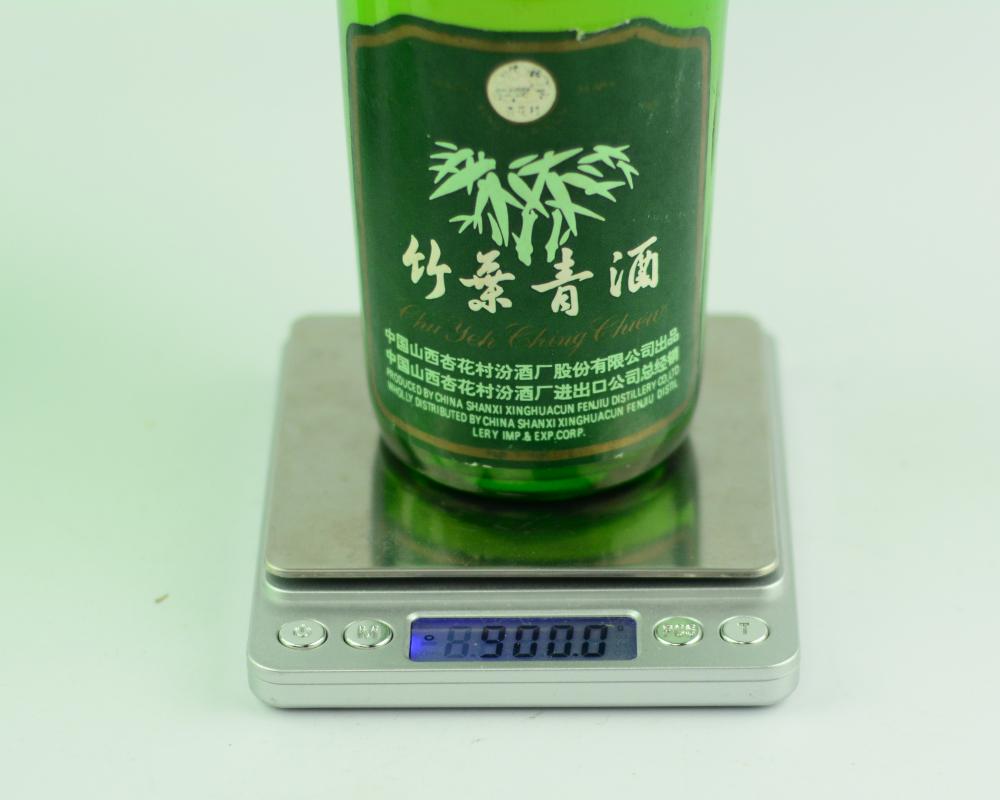 竹葉青酒
Chu Yeh Ching Chiew
中国山西杏花村汾酒厂股份有限公司出品
中国山西杏花村汾酒厂进出口公司总经销
PRODUCED BY CHINA SHANXI XINGHUACUN FENJIU DISTILLERY CO.,LTD
WHOLLY DISTRIBUTED BY CHINA SHANXI XINGHUACUN FENJIU DISTIL
LERY IMP.& EXP.CORP.
900.0
T